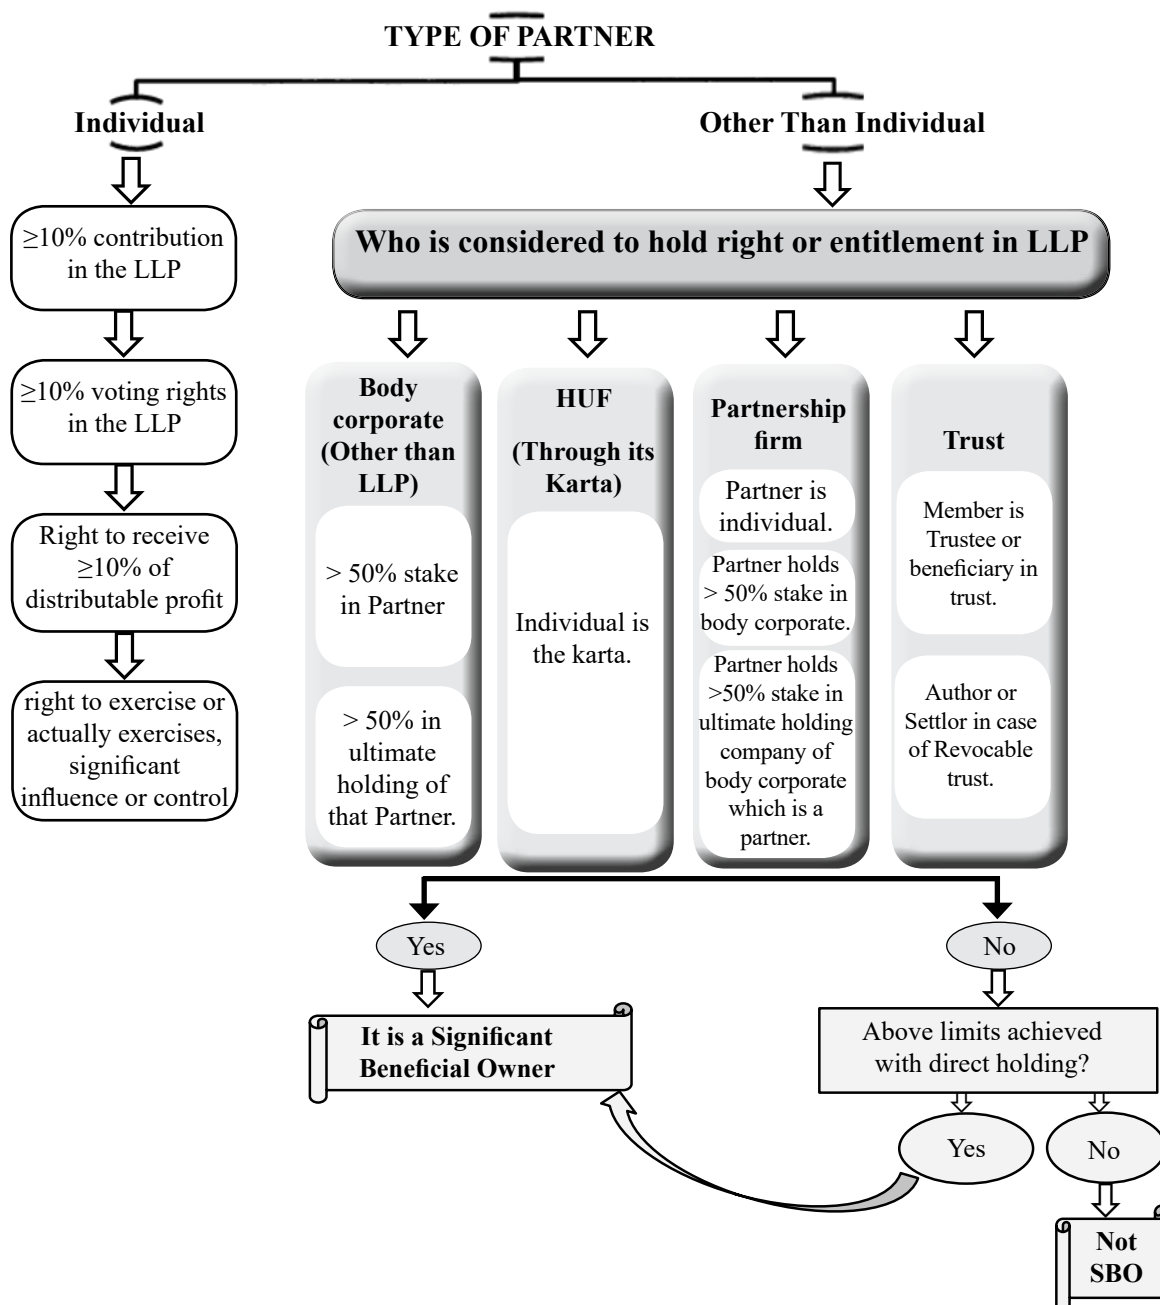 TYPE OF PARTNER
Individual
Other Than Individual
≥10% contribution
in the LLP
≥10% voting rights
in the LLP
Right to receive
≥10% of
distributable profit
right to exercise or
actually exercises,
significant
influence or control
Who is considered to hold right or entitlement in LLP
Body
corporate
(Other than
LLP)
> 50% stake
in Partner
> 50% in
ultimate
holding of
that Partner.
HUF
(Through its
Karta)
Individual is
the karta.
Partnership
firm
Partner is
individual.
Partner holds
> 50% stake in
body corporate.
Partner holds
>50% stake in
ultimate holding
company of
body corporate
which is a
partner.
Trust
Member is
Trustee or
beneficiary in
trust.
Author or
Settlor in case
of Revocable
trust.
Yes
No
It is a Significant
Beneficial Owner
Above limits achieved
with direct holding?
Yes
No
Not
SBO